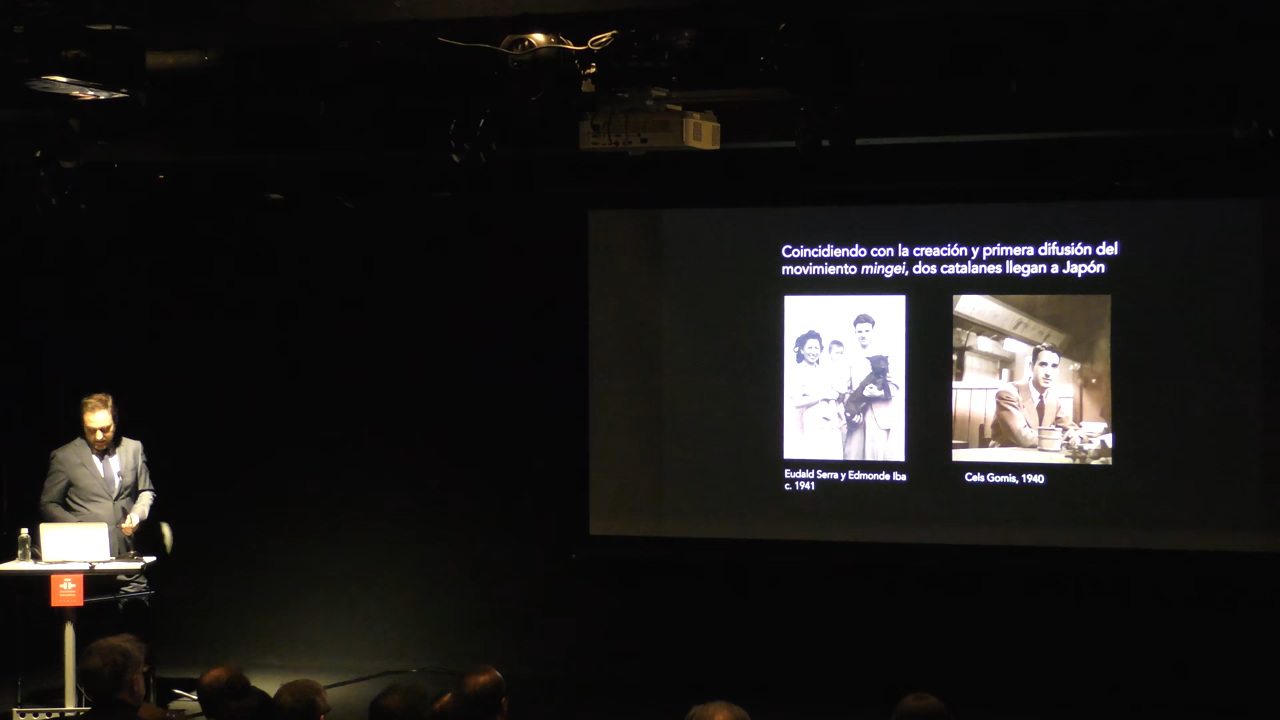 Coincidiendo con la creación y primera difusión del
movimiento mingei, dos catalanes llegan a Japón
Eudald Serra y Edmonde Iba
c. 1941
Cels Gomis, 1940